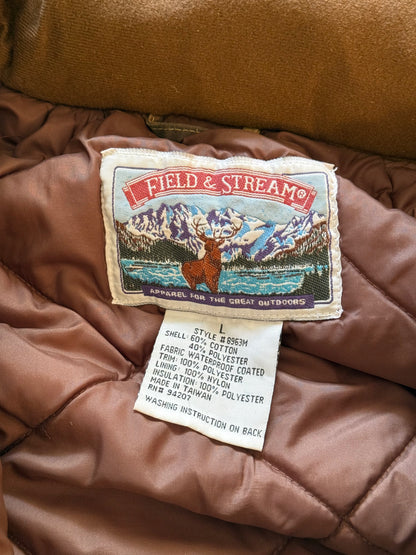 FIELD & STREAM®
APPAREL FOR THE GREAT OUTDOORS
L
STYLE #8963M
SHELL: 60% COTTON
40% POLYESTER
FABRIC WATERPROOF COATED
TRIM: 100% POLYESTER
LINING: 100% NYLON
INSULATION: 100% POLYESTER
MADE IN TAIWAN
RN# 94207
WASHING INSTRUCTION ON BACK